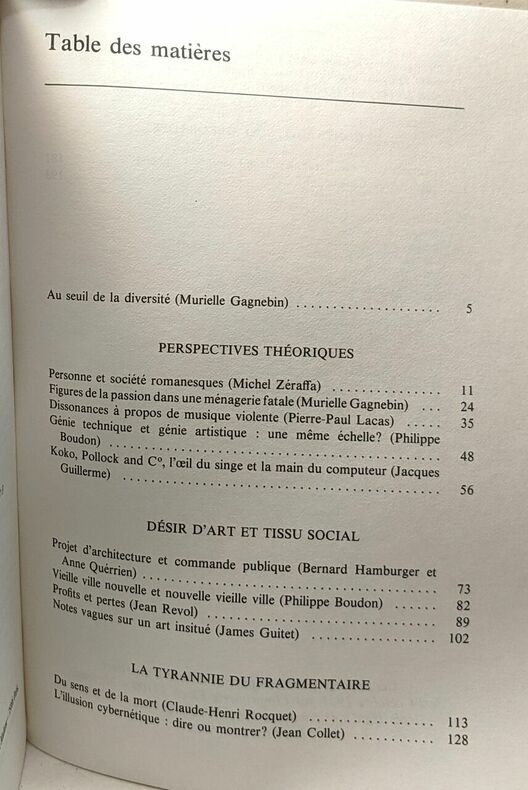 Table des matières
Au seuil de la diversité (Murielle Gagnebin) . . . . . . . . . . . . . . . . . . . . 5
PERSPECTIVES THÉORIQUES
Personne et société romanesques (Michel Zéraffa) . . . . . . . . . . . . . . . 11
Figures de la passion dans une ménagerie fatale (Murielle Gagnebin) . . . 24
Dissonances à propos de musique violente (Pierre-Paul Lacas) . . . . . 35
Génie technique et génie artistique : une même échelle? (Philippe
Boudon) . . . . . . . . . . . . . . . . . . . . . . . . . . . . . . . . . . . . . . . . . . . . 48
Koko, Pollock and Cº, l'œil du singe et la main du computeur (Jacques
Guillerme) . . . . . . . . . . . . . . . . . . . . . . . . . . . . . . . . . . . . . . . . . . 56
DÉSIR D'ART ET TISSU SOCIAL
Projet d'architecture et commande publique (Bernard Hamburger et
Anne Querrien) . . . . . . . . . . . . . . . . . . . . . . . . . . . . . . . . . . . . . . 73
Vieille ville nouvelle et nouvelle vieille ville (Philippe Boudon) . . . . . . 82
Profits et pertes (Jean Revol) . . . . . . . . . . . . . . . . . . . . . . . . . . . . . . . . 89
Notes vagues sur un art insitué (James Guitet) . . . . . . . . . . . . . . . . . 102
LA TYRANNIE DU FRAGMENTAIRE
Du sens et de la mort (Claude-Henri Rocquet) . . . . . . . . . . . . . . . . . 113
L'illusion cybernétique : dire ou montrer? (Jean Collet) . . . . . . . . . . . 128